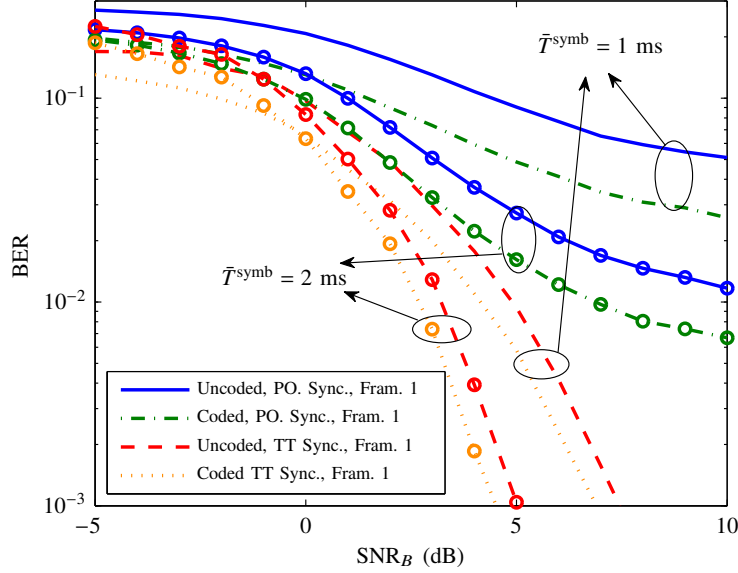 10⁻¹
10⁻²
10⁻³
BER
T̄ˢʸᵐᵇ = 1 ms
T̄ˢʸᵐᵇ = 2 ms
Uncoded, PO. Sync., Fram. 1
Coded, PO. Sync., Fram. 1
Uncoded, TT Sync., Fram. 1
Coded TT Sync., Fram. 1
−5 0 5 10
SNR_B (dB)